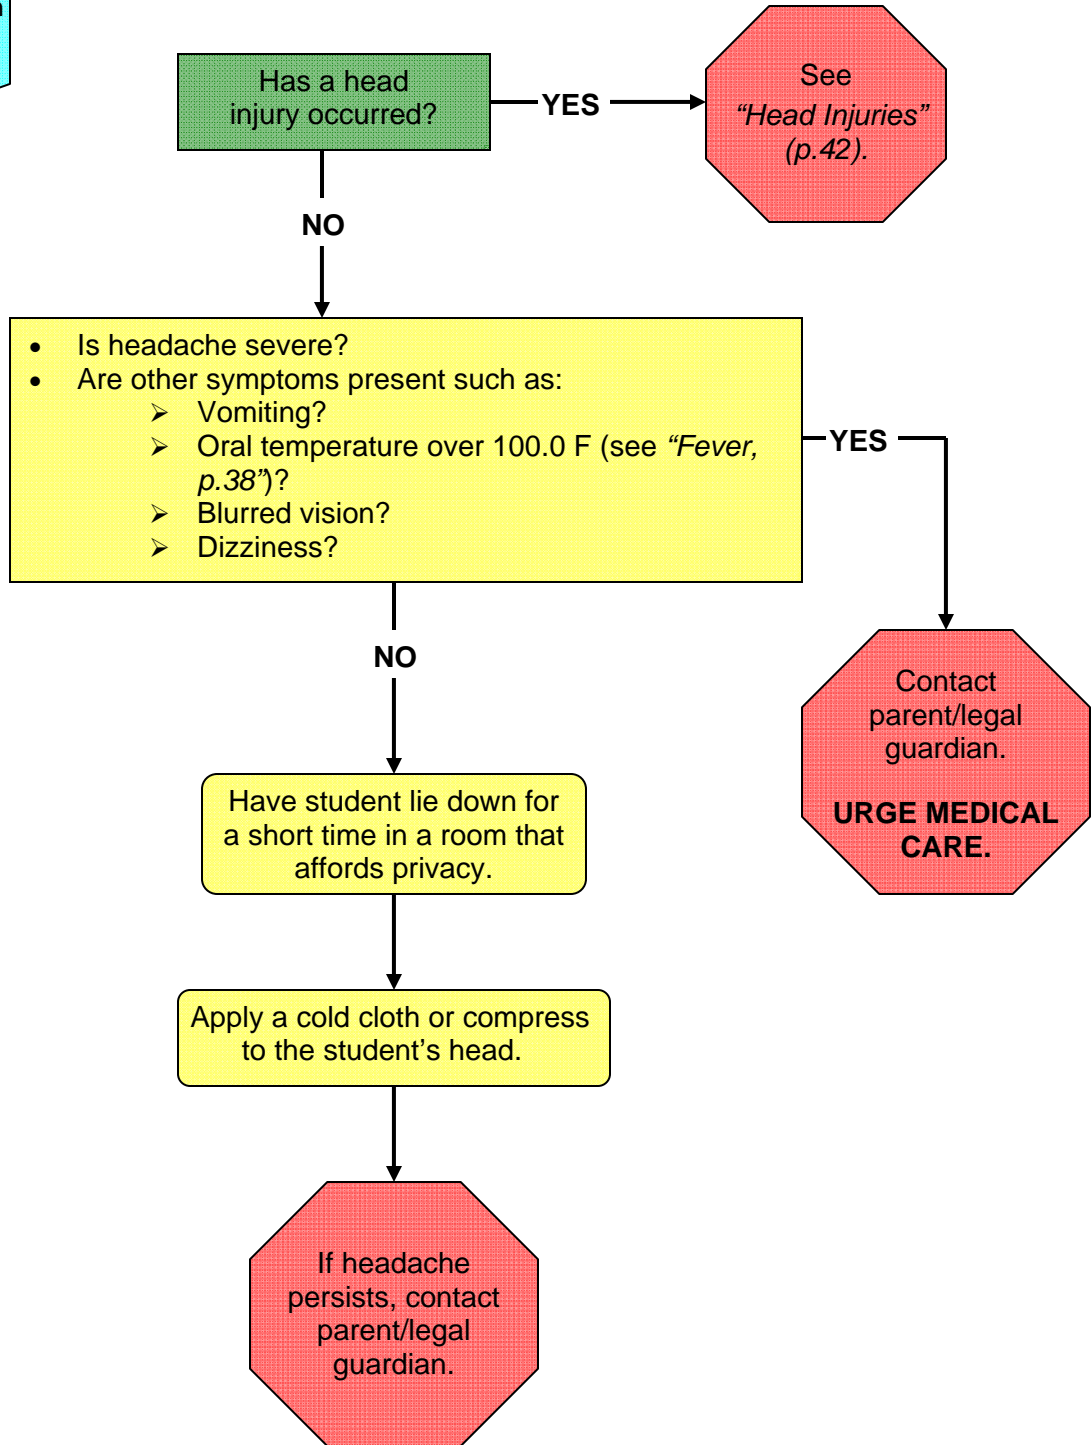 Has a head
injury occurred?
YES
See
“Head Injuries”
(p.42).
NO
• Is headache severe?
• Are other symptoms present such as:
➢ Vomiting?
➢ Oral temperature over 100.0 F (see “Fever,
p.38”)?
➢ Blurred vision?
➢ Dizziness?
YES
NO
Contact
parent/legal
guardian.
URGE MEDICAL
CARE.
Have student lie down for
a short time in a room that
affords privacy.
Apply a cold cloth or compress
to the student’s head.
If headache
persists, contact
parent/legal
guardian.